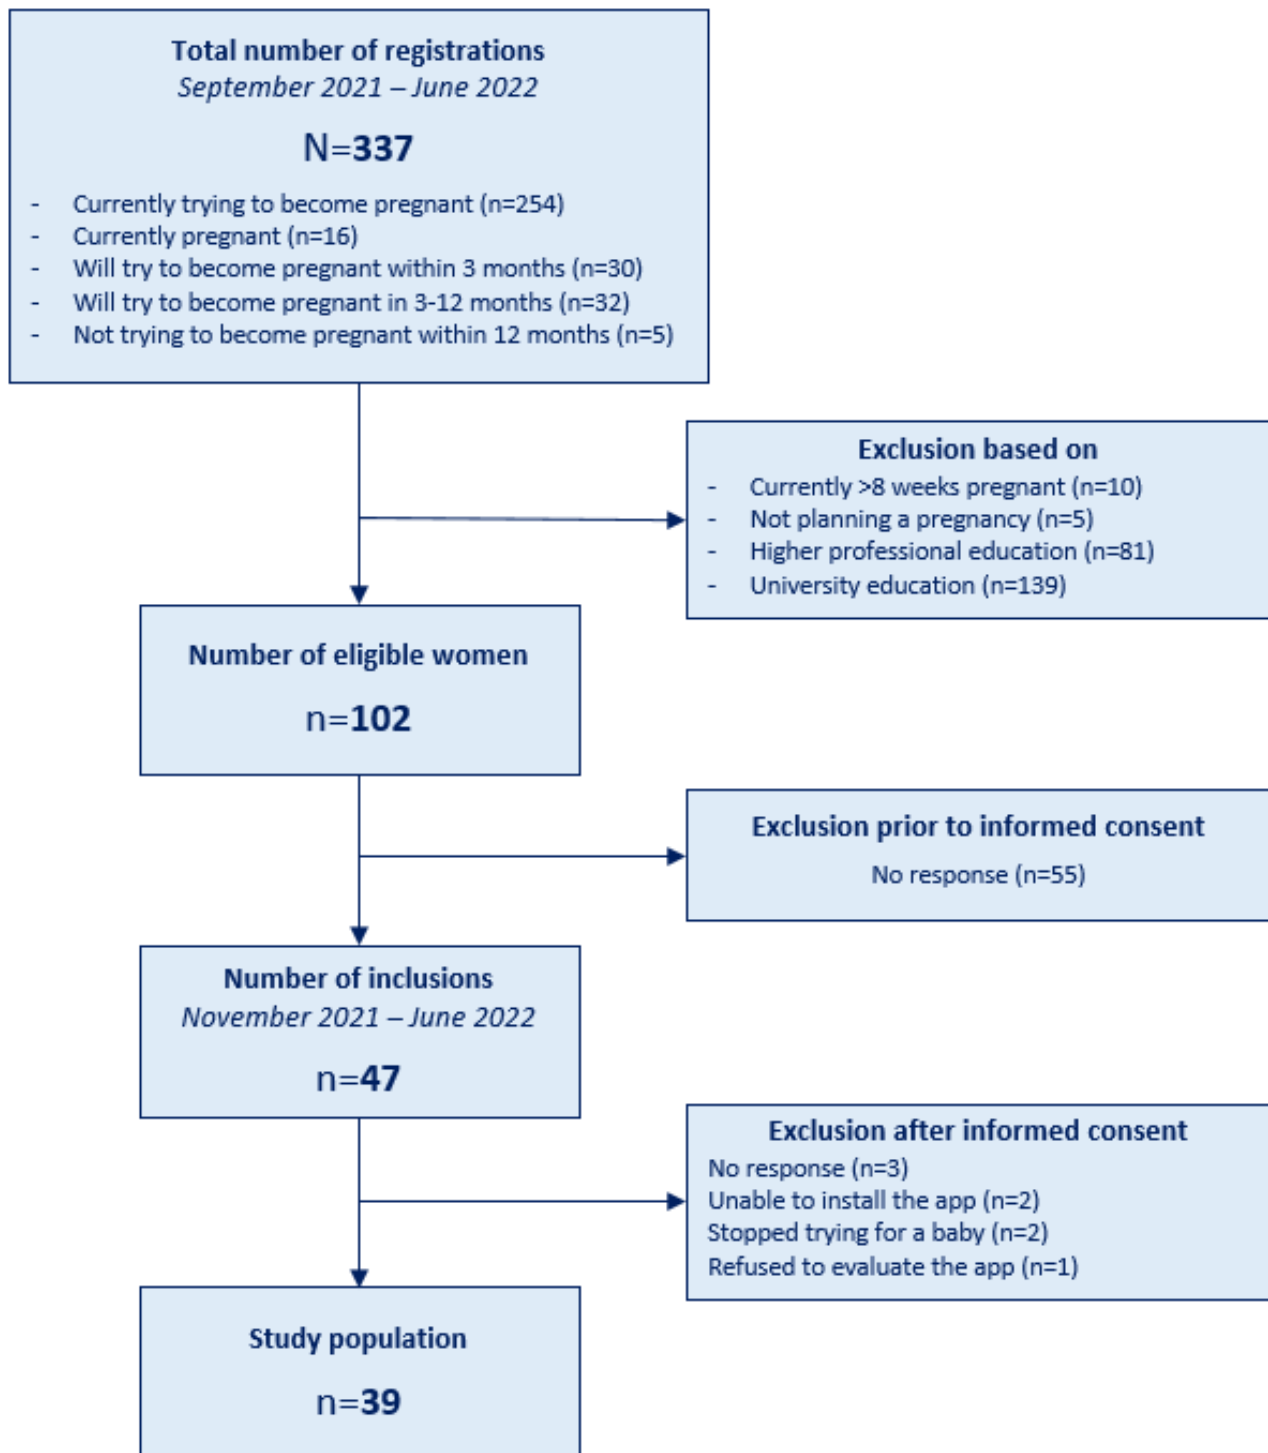 Total number of registrations
September 2021 – June 2022
N=337
- Currently trying to become pregnant (n=254)
- Currently pregnant (n=16)
- Will try to become pregnant within 3 months (n=30)
- Will try to become pregnant in 3-12 months (n=32)
- Not trying to become pregnant within 12 months (n=5)
Exclusion based on
- Currently >8 weeks pregnant (n=10)
- Not planning a pregnancy (n=5)
- Higher professional education (n=81)
- University education (n=139)
Number of eligible women
n=102
Exclusion prior to informed consent
No response (n=55)
Number of inclusions
November 2021 – June 2022
n=47
Exclusion after informed consent
No response (n=3)
Unable to install the app (n=2)
Stopped trying for a baby (n=2)
Refused to evaluate the app (n=1)
Study population
n=39